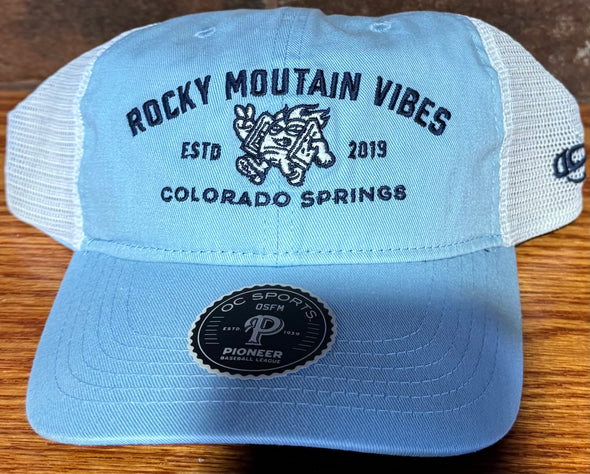 ROCKY MOUTAIN VIBES
ESTD 2019
COLORADO SPRINGS
OC SPORTS
OSFM
ESTD P 1939
PIONEER
BASEBALL LEAGUE